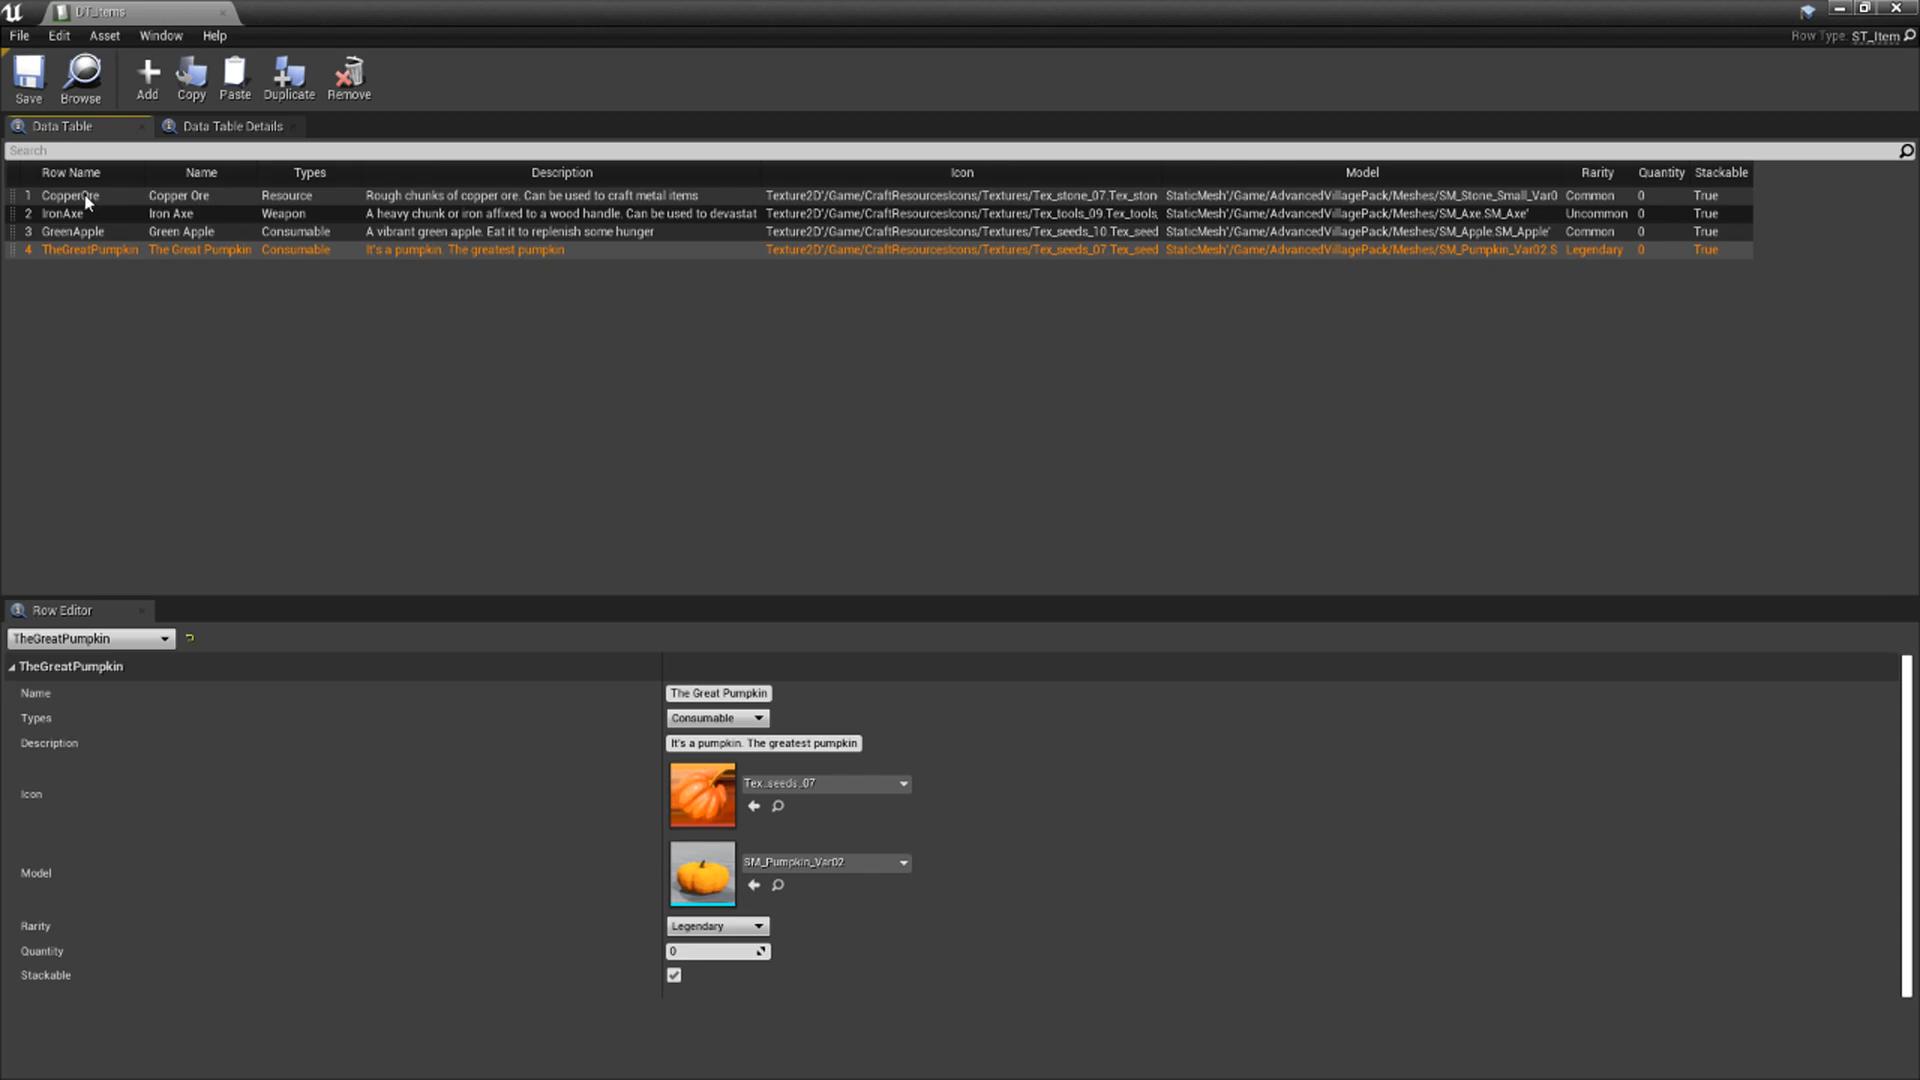 DT_Items
File Edit Asset Window Help
Row Type: ST_Item
Save Browse Add Copy Paste Duplicate Remove
Data Table Data Table Details
Search
Row Name Name Types Description Icon Model Rarity Quantity Stackable
1 CopperOre Copper Ore Resource Rough chunks of copper ore. Can be used to craft metal items Texture2D'/Game/CraftResourcesIcons/Textures/Tex_stone_07.Tex_ston StaticMesh'/Game/AdvancedVillagePack/Meshes/SM_Stone_Small_Var0 Common 0 True
2 IronAxe Iron Axe Weapon A heavy chunk or iron affixed to a wood handle. Can be used to devastat Texture2D'/Game/CraftResourcesIcons/Textures/Tex_tools_09.Tex_tools_ StaticMesh'/Game/AdvancedVillagePack/Meshes/SM_Axe.SM_Axe' Uncommon 0 True
3 GreenApple Green Apple Consumable A vibrant green apple. Eat it to replenish some hunger Texture2D'/Game/CraftResourcesIcons/Textures/Tex_seeds_10.Tex_seed StaticMesh'/Game/AdvancedVillagePack/Meshes/SM_Apple.SM_Apple' Common 0 True
4 TheGreatPumpkin The Great Pumpkin Consumable It's a pumpkin. The greatest pumpkin Texture2D'/Game/CraftResourcesIcons/Textures/Tex_seeds_07.Tex_seed StaticMesh'/Game/AdvancedVillagePack/Meshes/SM_Pumpkin_Var02.S Legendary 0 True
Row Editor
TheGreatPumpkin
TheGreatPumpkin
Name The Great Pumpkin
Types Consumable
Description It's a pumpkin. The greatest pumpkin
Icon Tex_seeds_07
Model SM_Pumpkin_Var02
Rarity Legendary
Quantity 0
Stackable